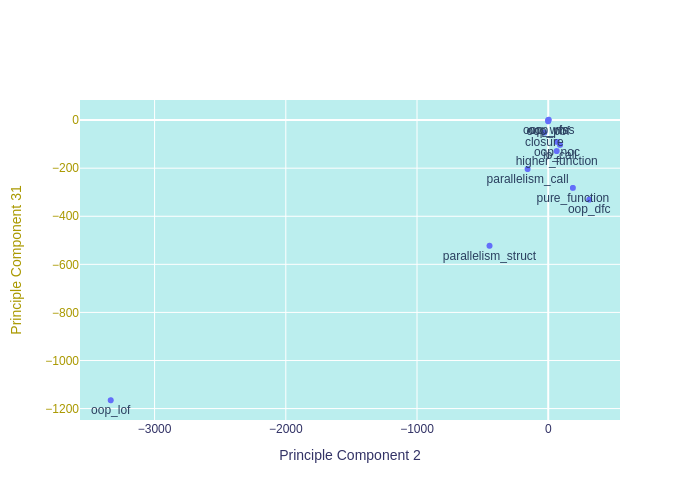 0
−200
−400
−600
−800
−1000
−1200
Principle Component 31
closure
higher_function
parallelism_call
pure_function
oop_dfc
parallelism_struct
oop_lof
−3000
−2000
−1000
0
Principle Component 2